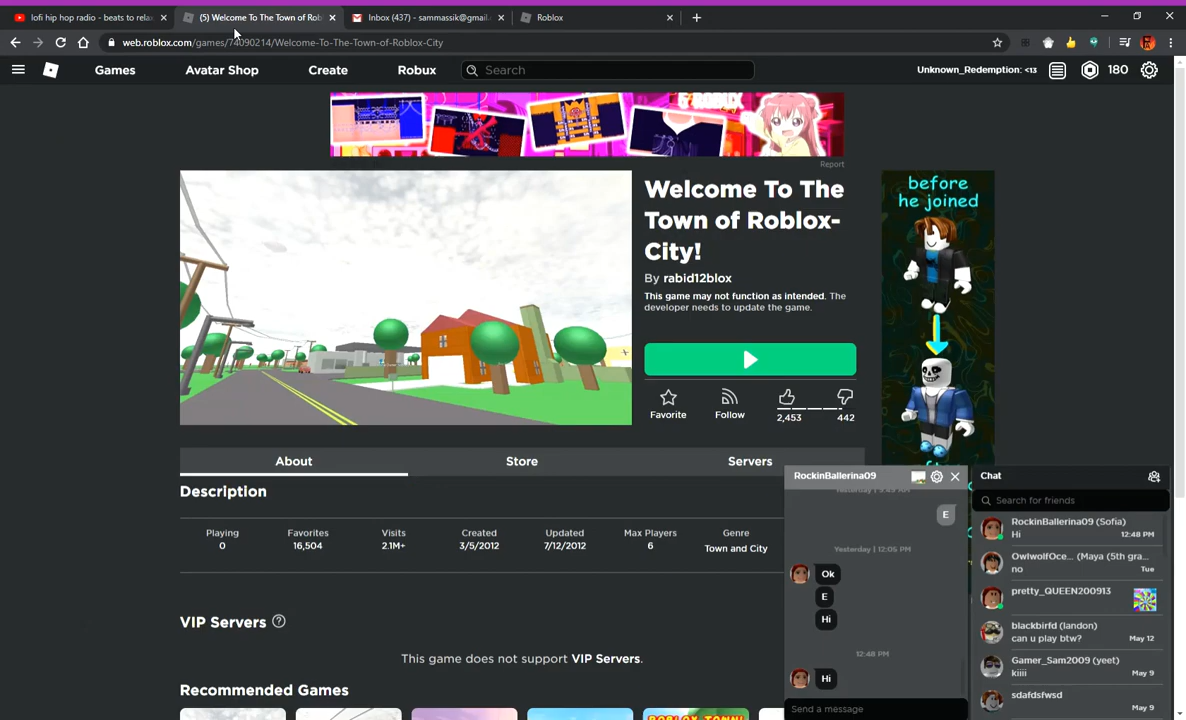 lofi hip hop radio - beats to rela
(5) Welcome To The Town of Rob
Inbox (437) - sammassik@gmail.
Roblox
web.roblox.com/games/74090214/Welcome-To-The-Town-of-Roblox-City
Games
Avatar Shop
Create
Robux
Search
Unknown_Redemption: <13
180
& ROBLOX
Report
Welcome To The
Town of Roblox-
City!
By rabid12blox
This game may not function as intended. The
developer needs to update the game.
Favorite
Follow
2,453
442
before
he joined
About
Store
Servers
Description
Playing
0
Favorites
16,504
Visits
2.1M+
Created
3/5/2012
Updated
7/12/2012
Max Players
6
Genre
Town and City
VIP Servers
This game does not support VIP Servers.
Recommended Games
RockinBallerina09
Yesterday | 9:45 AM
E
Yesterday | 12:05 PM
Ok
E
Hi
12:48 PM
Hi
Send a message
Chat
Search for friends
RockinBallerina09 (Sofia)
Hi
12:48 PM
OwlwolfOce... (Maya (5th gra...
no
Tue
pretty_QUEEN200913
blackbirfd (landon)
can u play btw?
May 12
Gamer_Sam2009 (yeet)
kiiii
May 9
sdafdsfwsd
May 9